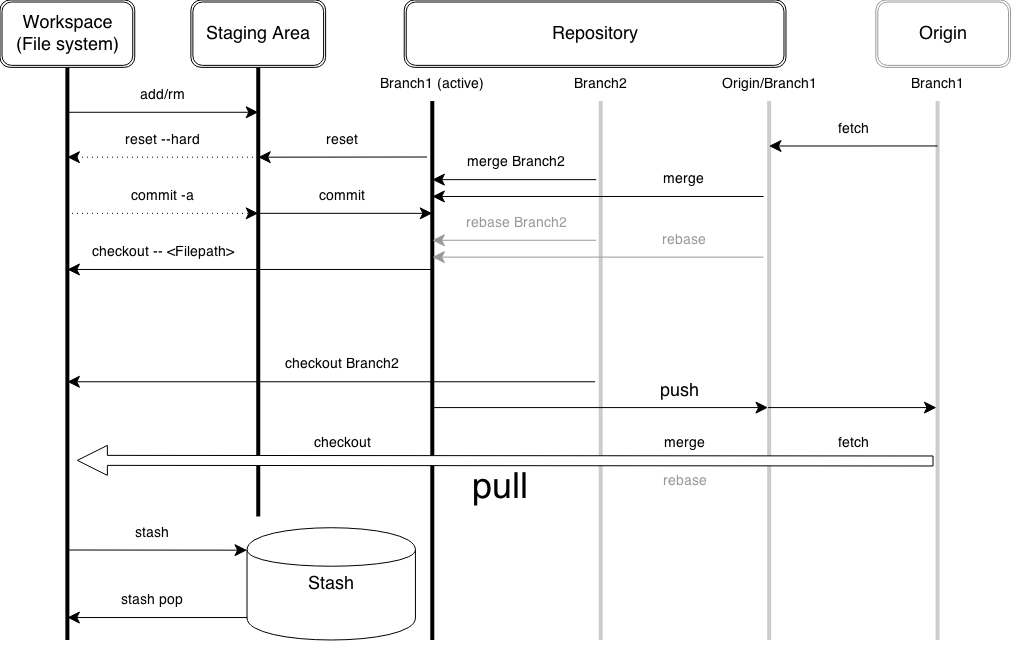 Workspace
(File system)
Staging Area
Repository
Origin
Branch1 (active)
Branch2
Origin/Branch1
Branch1
add/rm
fetch
reset --hard
reset
merge Branch2
merge
commit -a
commit
rebase Branch2
rebase
checkout -- <Filepath>
checkout Branch2
push
checkout
merge
fetch
pull
rebase
stash
Stash
stash pop